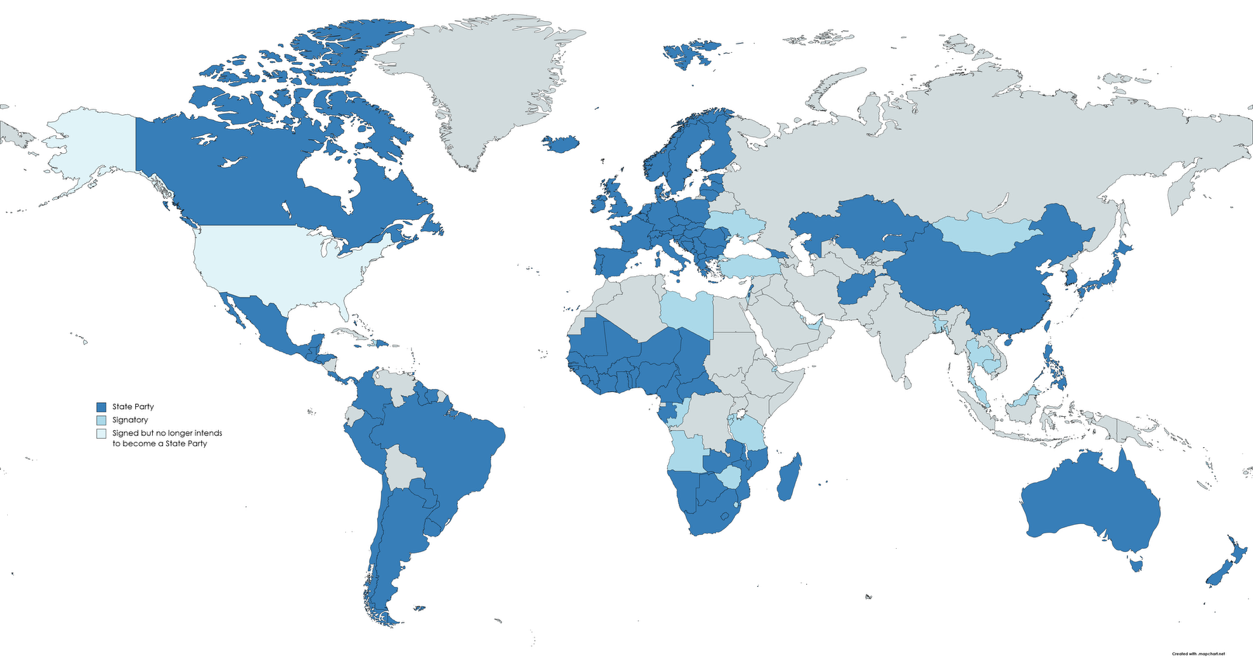 State Party
Signatory
Signed but no longer intends
to become a State Party
Created with mapchart.net